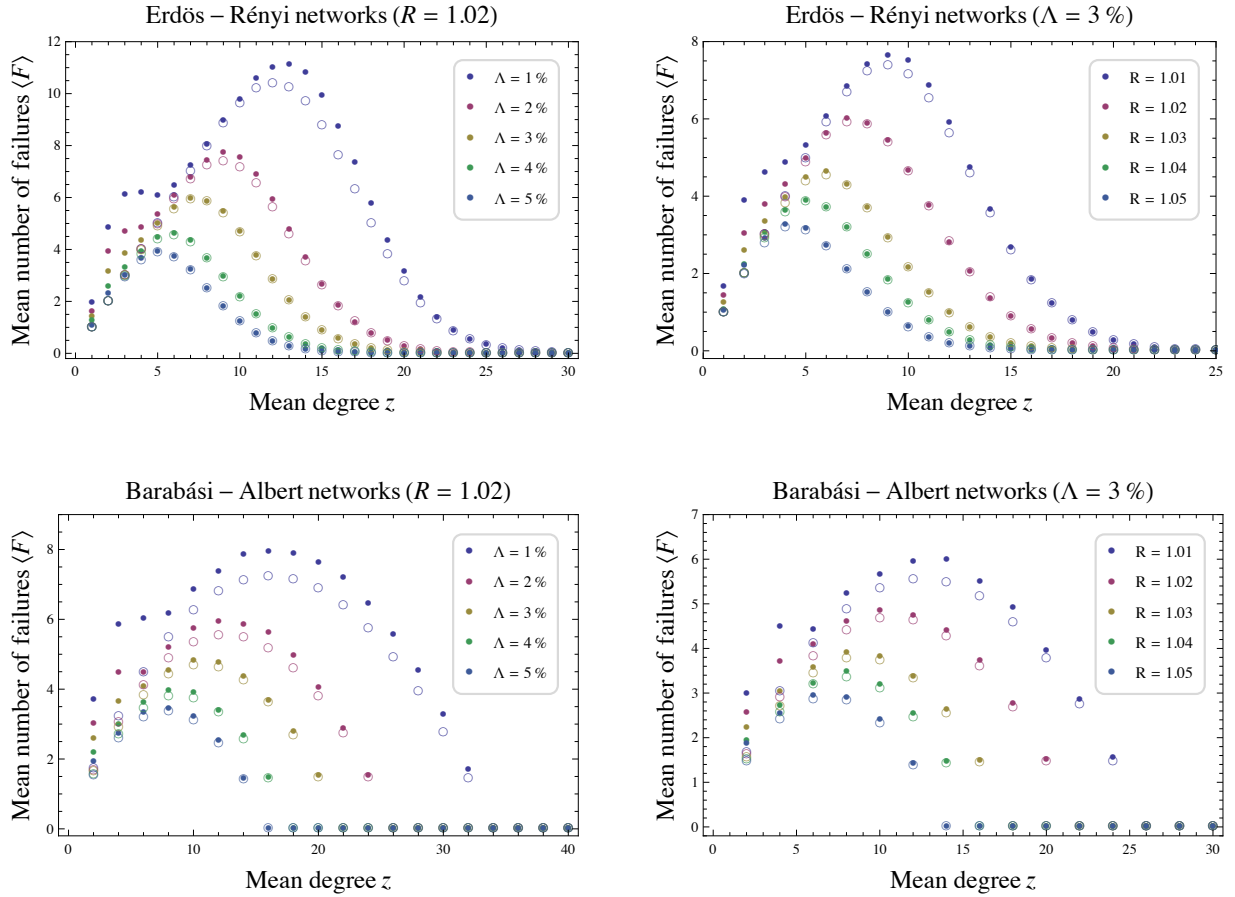 Erdös – Rényi networks (R = 1.02)
12
10
8
6
4
2
0
Mean number of failures ⟨F⟩
Λ = 1 %
Λ = 2 %
Λ = 3 %
Λ = 4 %
Λ = 5 %
0 5 10 15 20 25 30
Mean degree z
Erdös – Rényi networks (Λ = 3 %)
8
6
4
2
0
Mean number of failures ⟨F⟩
R = 1.01
R = 1.02
R = 1.03
R = 1.04
R = 1.05
0 5 10 15 20 25
Mean degree z
Barabási – Albert networks (R = 1.02)
8
6
4
2
0
Mean number of failures ⟨F⟩
Λ = 1 %
Λ = 2 %
Λ = 3 %
Λ = 4 %
Λ = 5 %
0 10 20 30 40
Mean degree z
Barabási – Albert networks (Λ = 3 %)
7
6
5
4
3
2
1
0
Mean number of failures ⟨F⟩
R = 1.01
R = 1.02
R = 1.03
R = 1.04
R = 1.05
0 5 10 15 20 25 30
Mean degree z